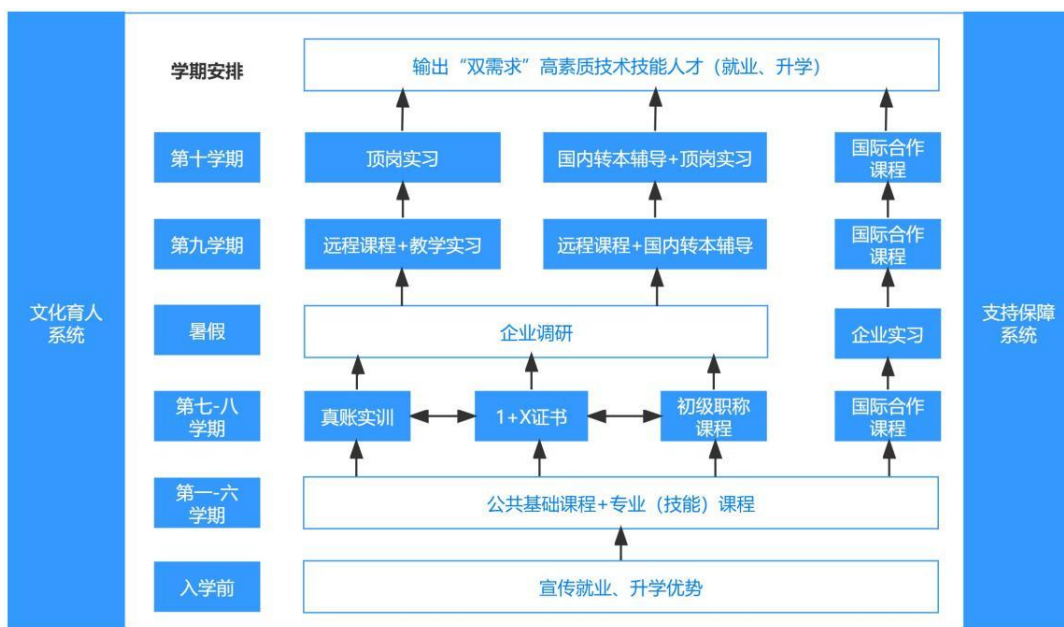 学期安排
输出“双需求”高素质技术技能人才（就业、升学）
第十学期
顶岗实习
国内转本辅导+顶岗实习
国际合作
课程
第九学期
远程课程+教学实习
远程课程+国内转本辅导
国际合作
课程
文化育人
系统
暑假
企业调研
企业实习
支持保障
系统
第七-八
学期
真账实训
1+X证书
初级职称
课程
国际合作
课程
第一-六
学期
公共基础课程+专业（技能）课程
入学前
宣传就业、升学优势